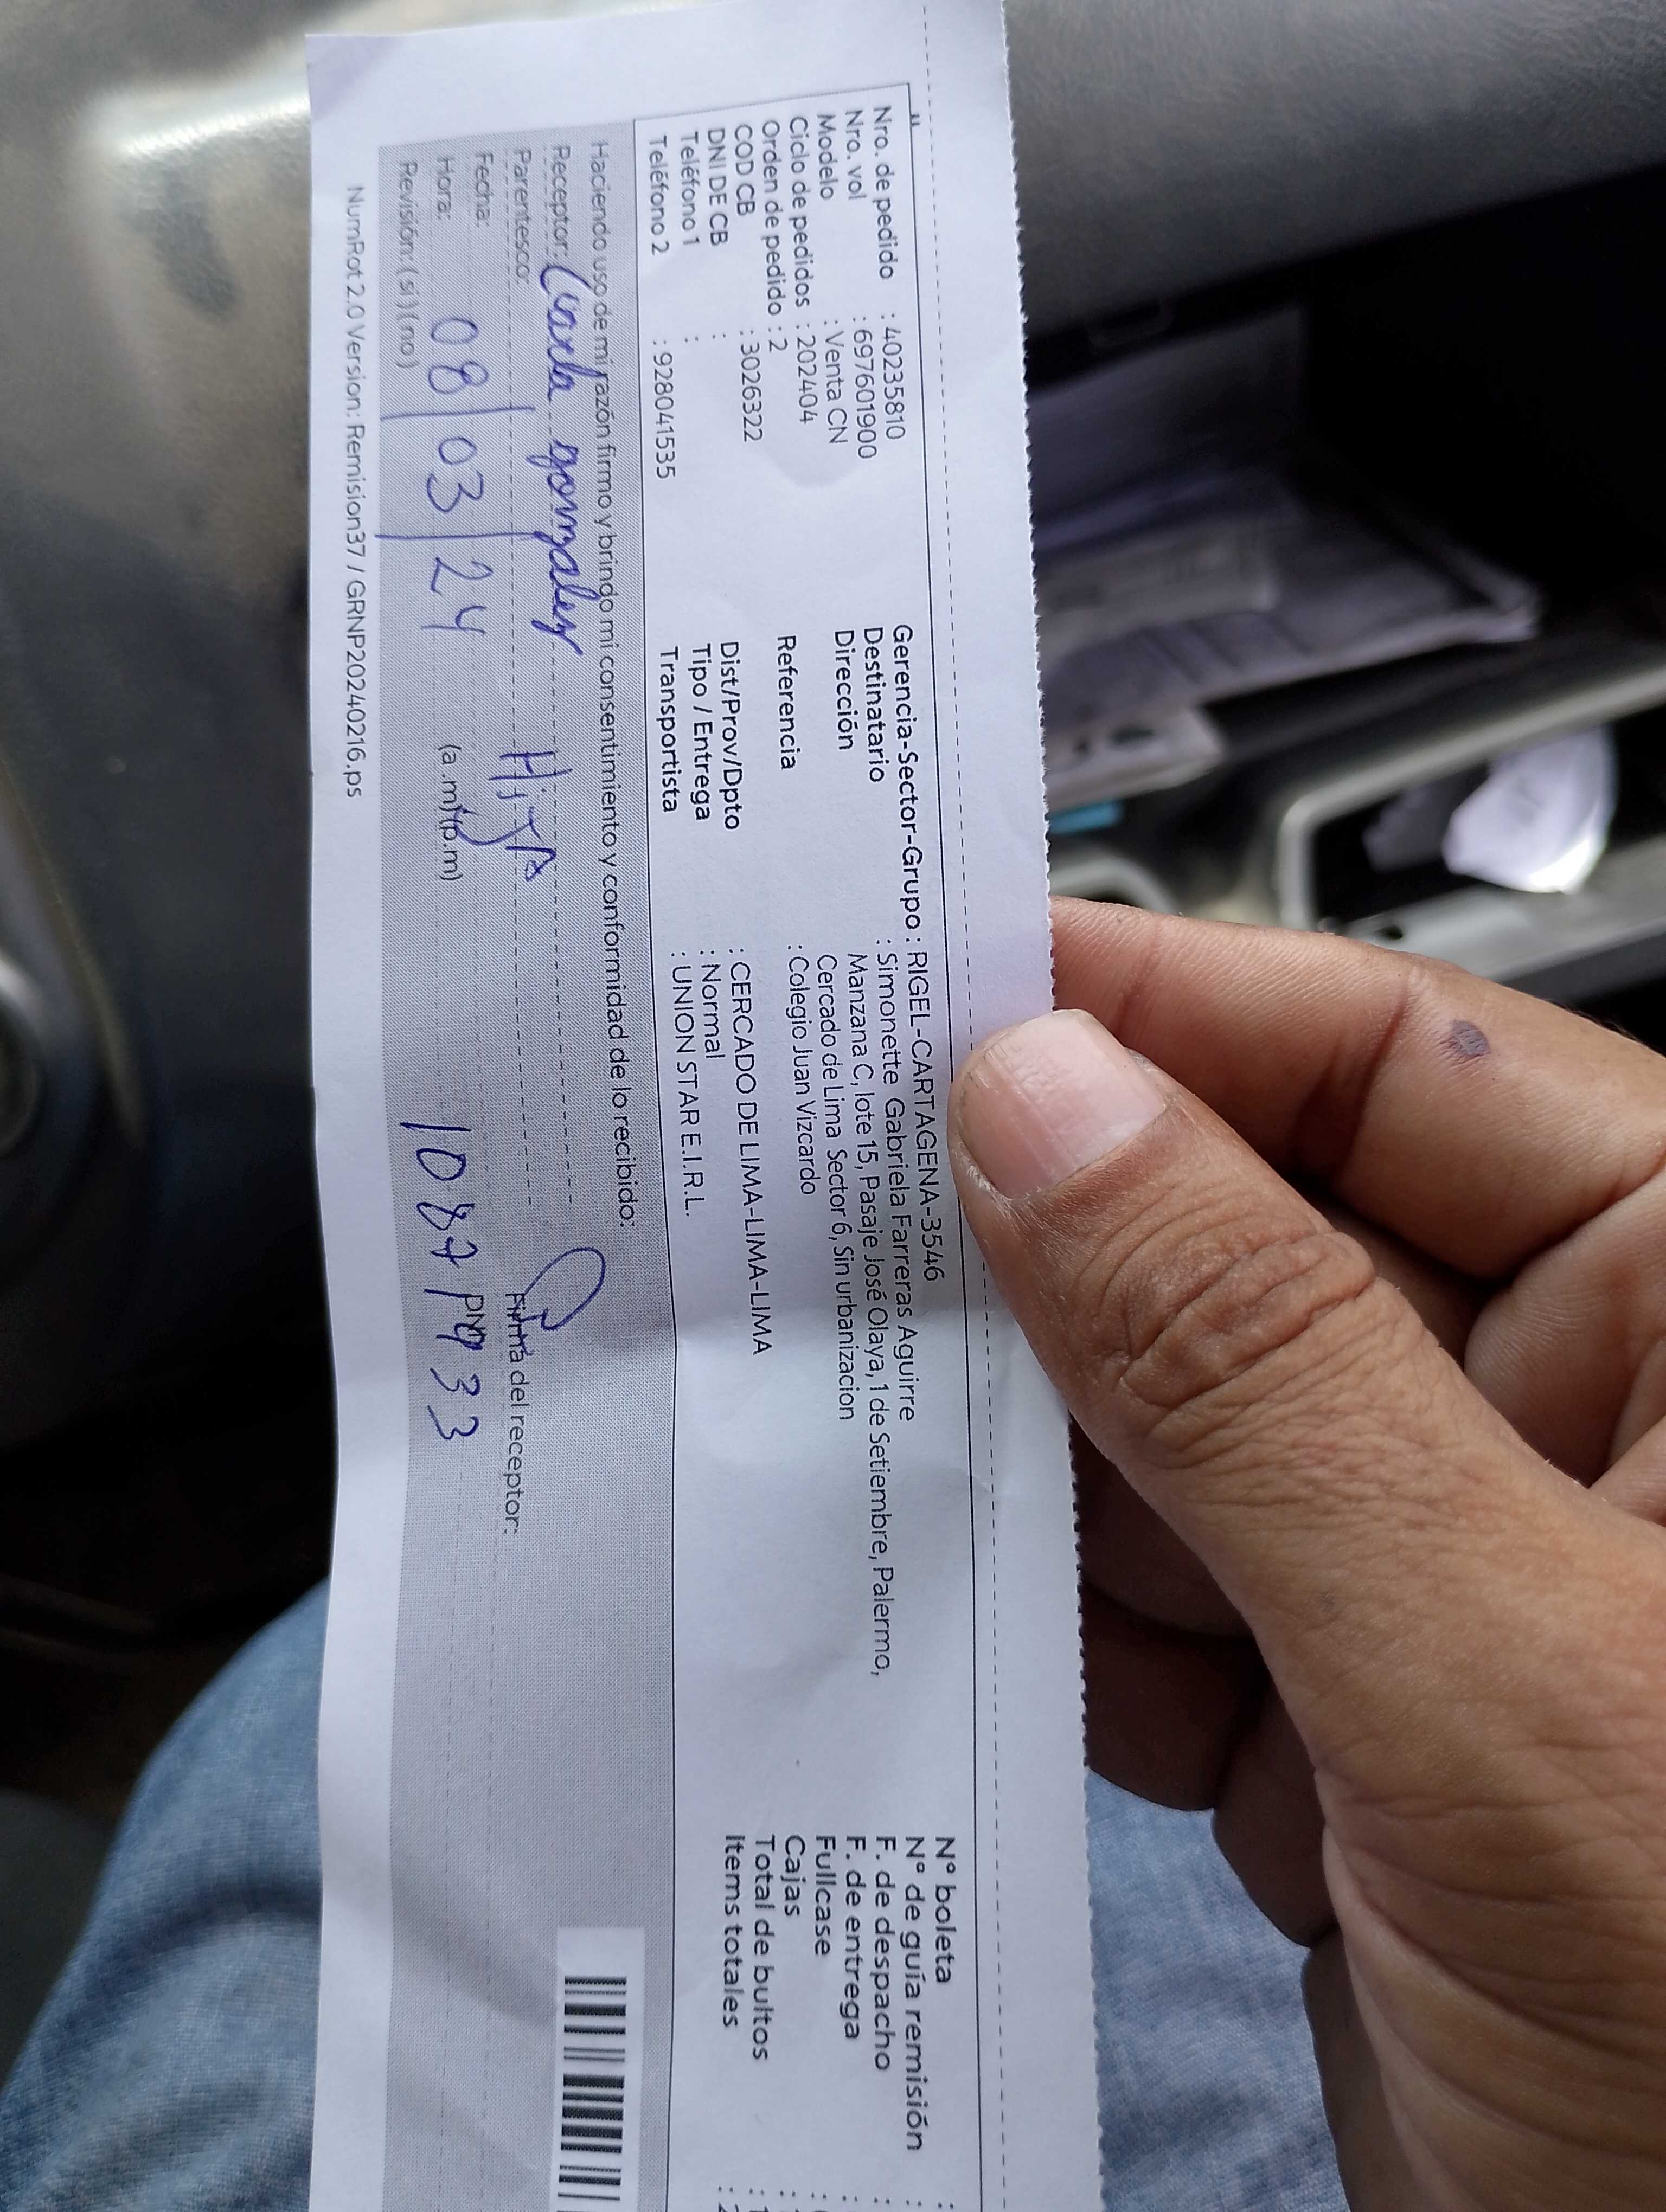 Nro. de pedido : 40235810
Nro. vol : 697601900
Modelo : Venta CN
Ciclo de pedidos : 202404
Orden de pedido : 2
COD CB : 3026322
DNI DE CB :
Teléfono 1 :
Teléfono 2 : 928041535
Gerencia-Sector-Grupo : RIGEL-CARTAGENA-3546
Destinatario : Simonette Gabriela Farreras Aguirre
Dirección Manzana C, lote 15, Pasaje José Olaya, 1 de Setiembre, Palermo,
Cercado de Lima Sector 6, Sin urbanizacion
Referencia : Colegio Juan Vizcardo
Dist/Prov/Dpto : CERCADO DE LIMA-LIMA-LIMA
Tipo / Entrega : Normal
Transportista : UNION STAR E.I.R.L.
N° boleta :
N° de guía remisión :
F. de despacho :
F. de entrega :
Fullcase :
Cajas :
Total de bultos :
Items totales :
Haciendo uso de mi razón firmo y brindo mi consentimiento y conformidad de lo recibido:
Receptor: Carla gonzalez
Parentesco: HiJA
Firma del receptor:
Fecha:
Hora: 08 / 03 / 24 (a.m/p.m)
DNI
Revisión: ( si ) ( no )
NumRot 2.0 Version: Remision37 / GRNP20240216.ps